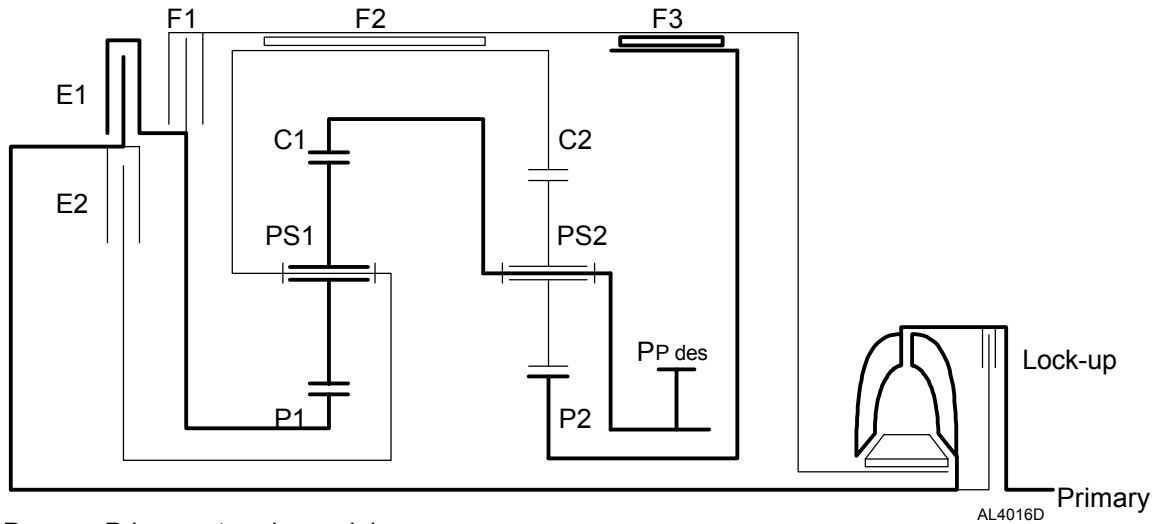 F1
F2
F3
E1
C1
C2
E2
PS1
PS2
PP des
Lock-up
P1
P2
Primary
AL4016D